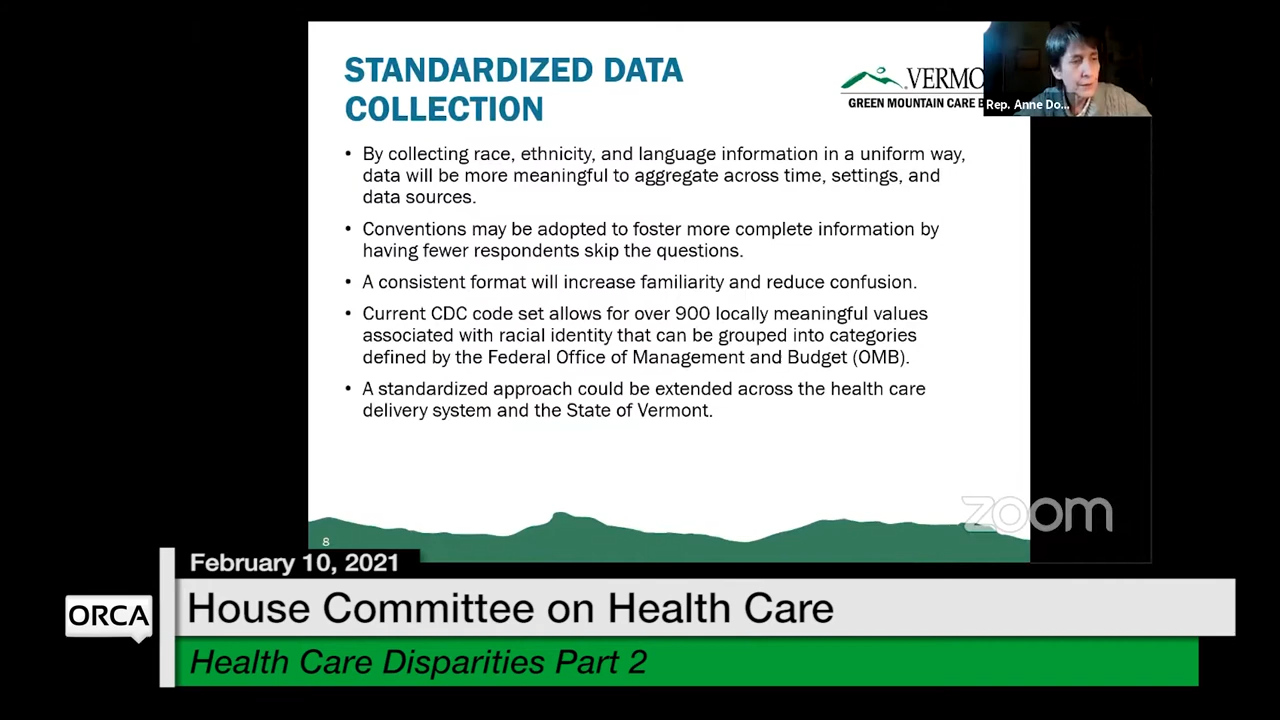 STANDARDIZED DATA
COLLECTION
VERMO
GREEN MOUNTAIN CARE B
Rep. Anne Do...
• By collecting race, ethnicity, and language information in a uniform way,
data will be more meaningful to aggregate across time, settings, and
data sources.
• Conventions may be adopted to foster more complete information by
having fewer respondents skip the questions.
• A consistent format will increase familiarity and reduce confusion.
• Current CDC code set allows for over 900 locally meaningful values
associated with racial identity that can be grouped into categories
defined by the Federal Office of Management and Budget (OMB).
• A standardized approach could be extended across the health care
delivery system and the State of Vermont.
zoom
8
February 10, 2021
ORCA
House Committee on Health Care
Health Care Disparities Part 2